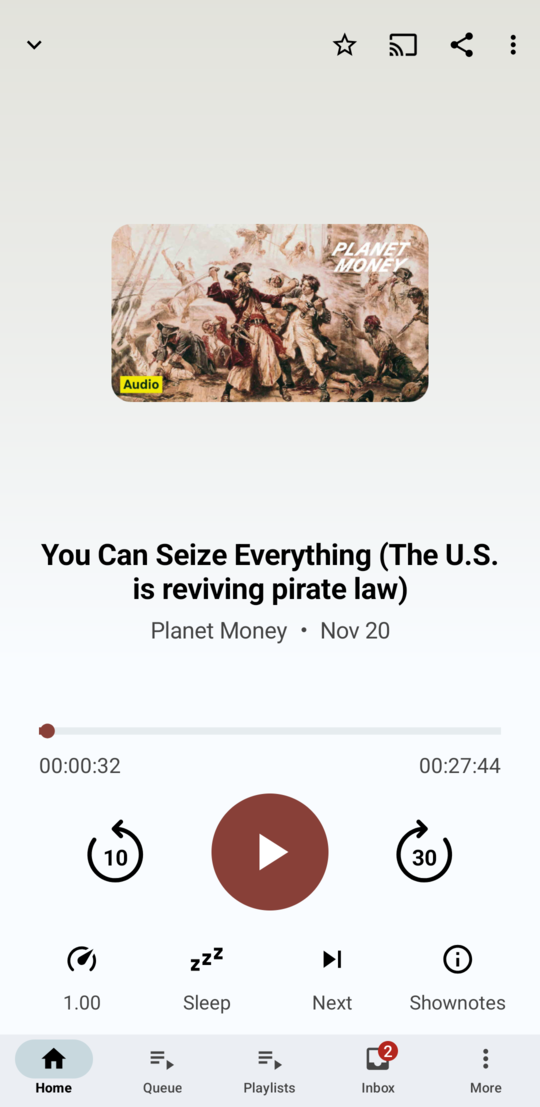 PLANET
MONEY
Audio
You Can Seize Everything (The U.S.
is reviving pirate law)
Planet Money • Nov 20
00:00:32 00:27:44
10 30
1.00 Sleep Next Shownotes
2
Home Queue Playlists Inbox More